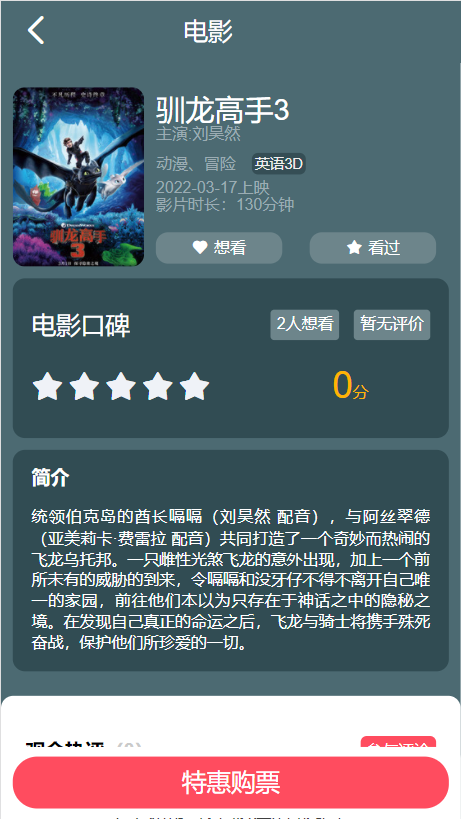 电影
驯龙高手3
主演:刘昊然
动漫、冒险 英语3D
2022-03-17上映
影片时长：130分钟
驯龙高手
3
想看
看过
电影口碑
2人想看
暂无评价
0分
简介
统领伯克岛的酋长嗝嗝（刘昊然 配音），与阿丝翠德
（亚美莉卡·费雷拉 配音）共同打造了一个奇妙而热闹的
飞龙乌托邦。一只雌性光煞飞龙的意外出现，加上一个前
所未有的威胁的到来，令嗝嗝和没牙仔不得不离开自己唯
一的家园，前往他们本以为只存在于神话之中的隐秘之
境。在发现自己真正的命运之后，飞龙与骑士将携手殊死
奋战，保护他们所珍爱的一切。
特惠购票